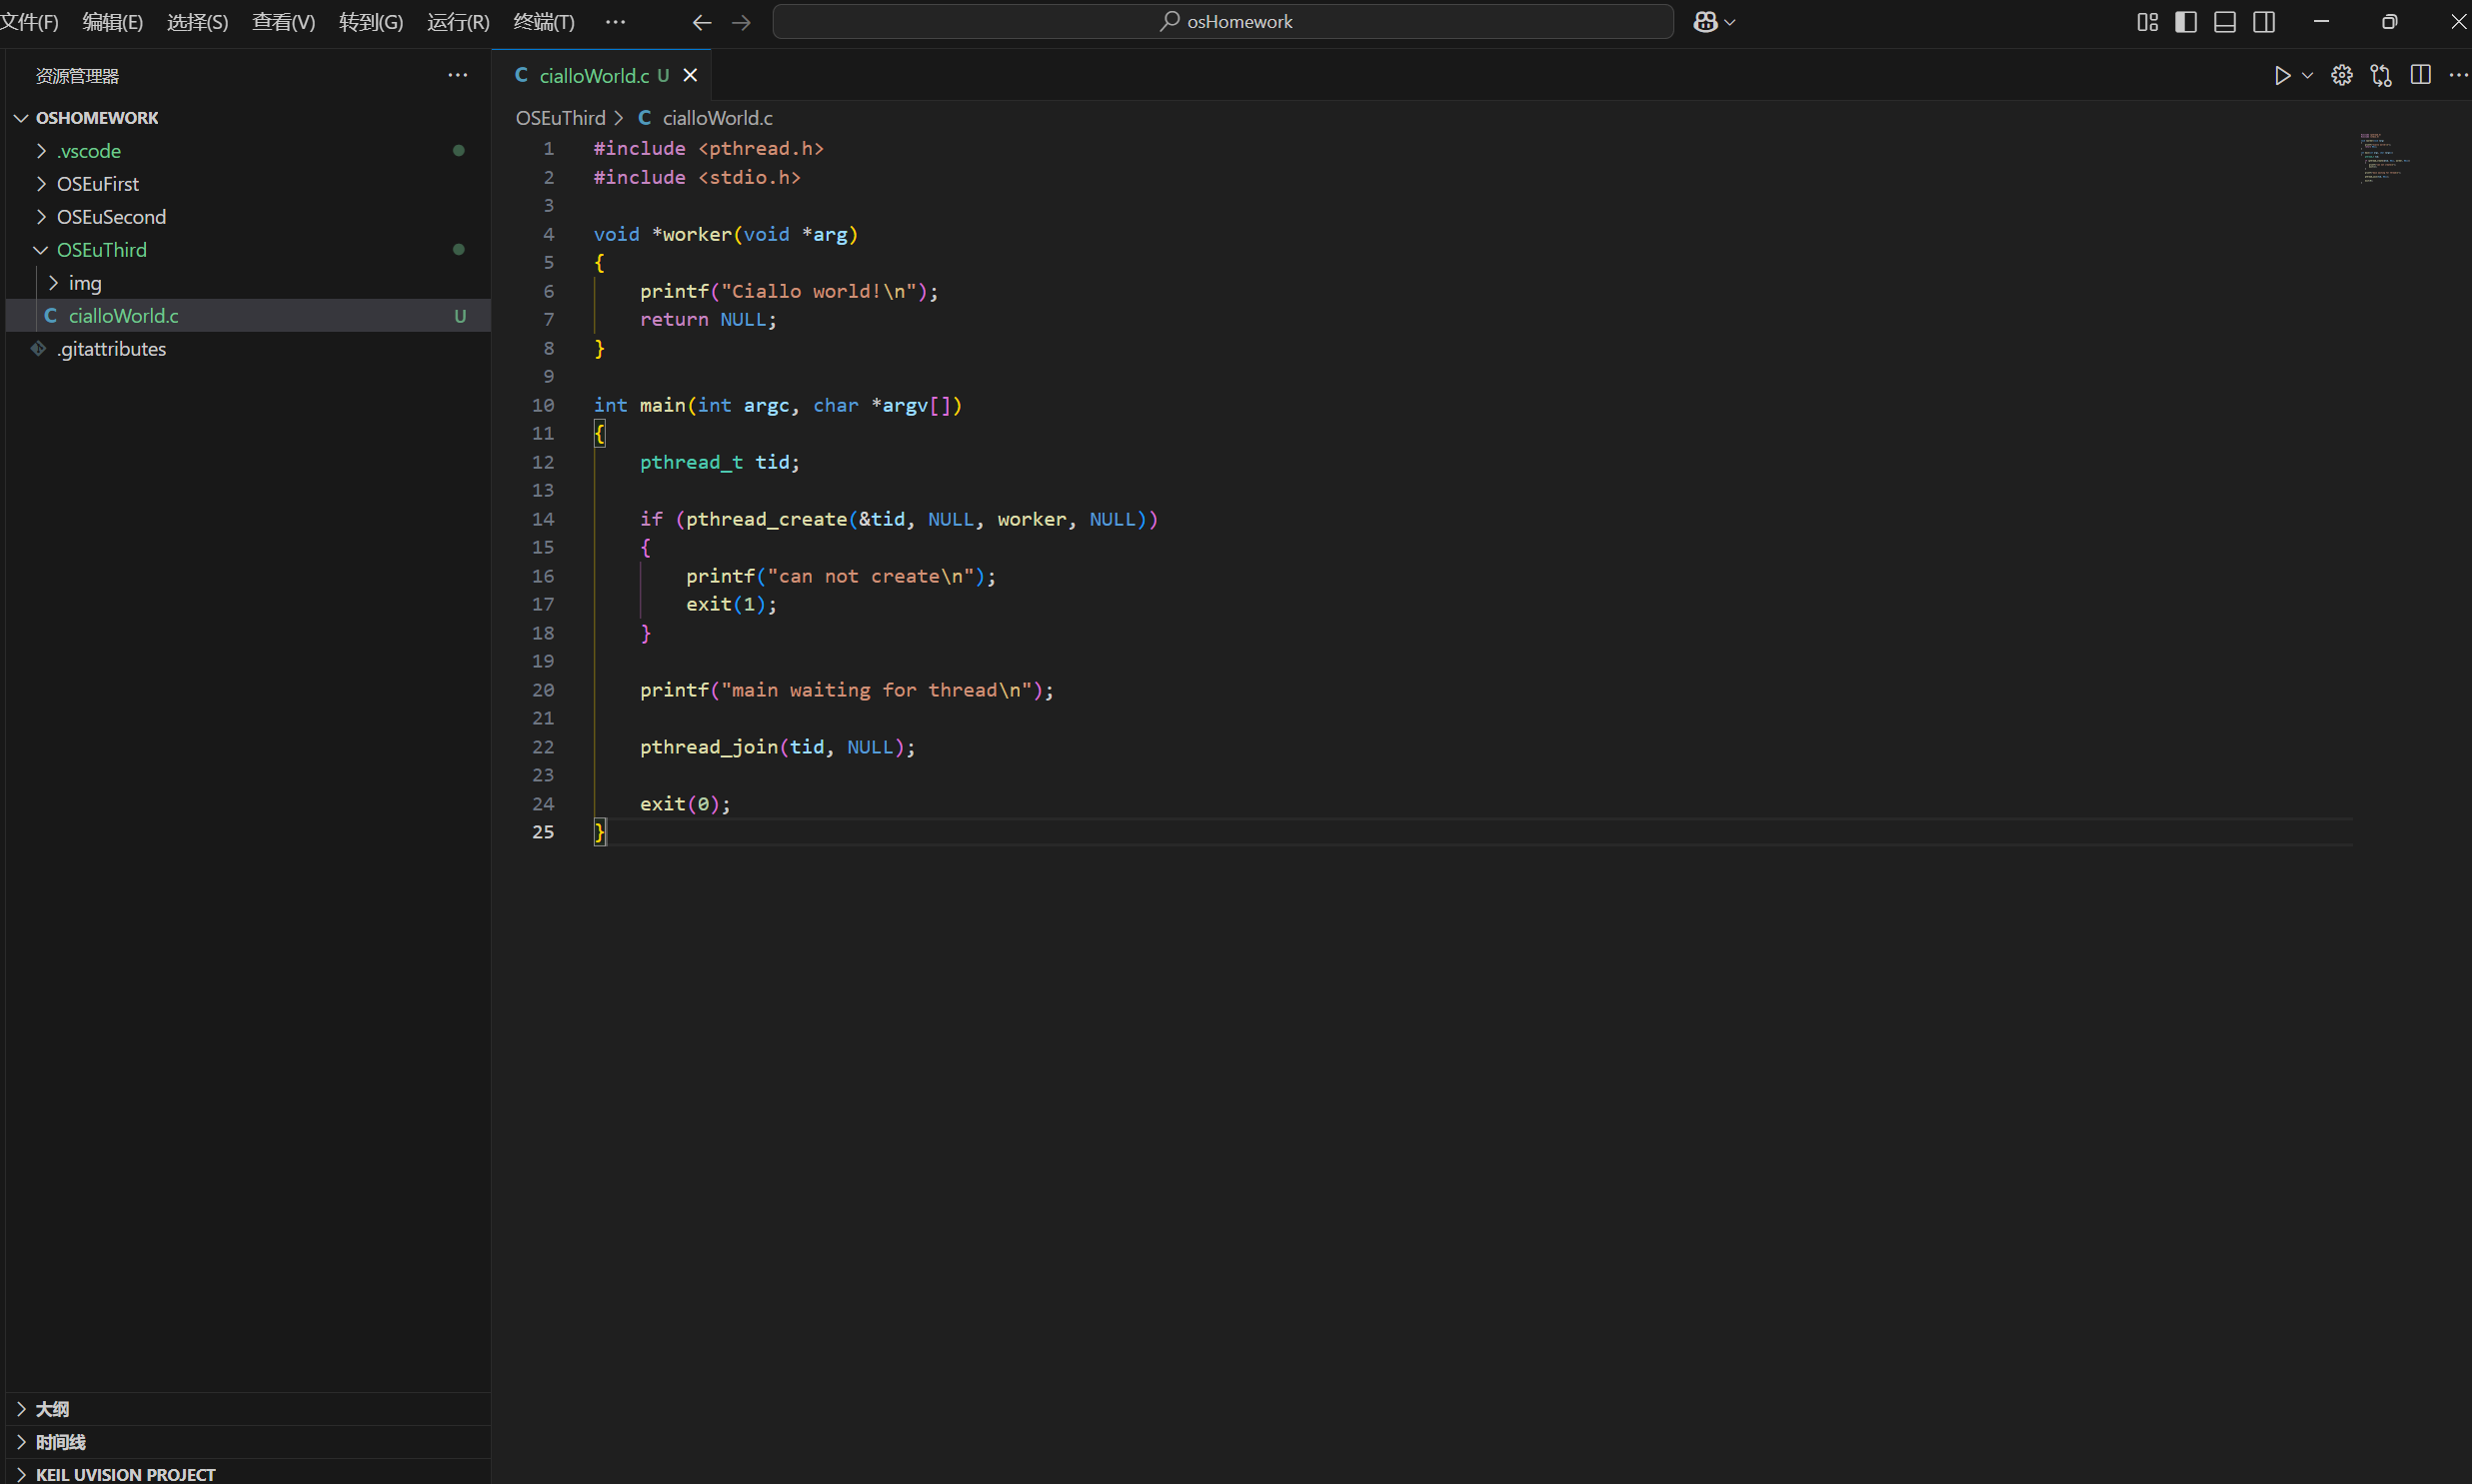 文件(F) 编辑(E) 选择(S) 查看(V) 转到(G) 运行(R) 终端(T) ··· osHomework
资源管理器 ···
OSHOMEWORK
.vscode
OSEuFirst
OSEuSecond
OSEuThird
img
C cialloWorld.c U
.gitattributes
大纲
时间线
KEIL UVISION PROJECT
C cialloWorld.c U
OSEuThird > C cialloWorld.c
1 #include <pthread.h>
2 #include <stdio.h>
3
4 void *worker(void *arg)
5 {
6     printf("Ciallo world!\n");
7     return NULL;
8 }
9
10 int main(int argc, char *argv[])
11 {
12     pthread_t tid;
13
14     if (pthread_create(&tid, NULL, worker, NULL))
15     {
16         printf("can not create\n");
17         exit(1);
18     }
19
20     printf("main waiting for thread\n");
21
22     pthread_join(tid, NULL);
23
24     exit(0);
25 }